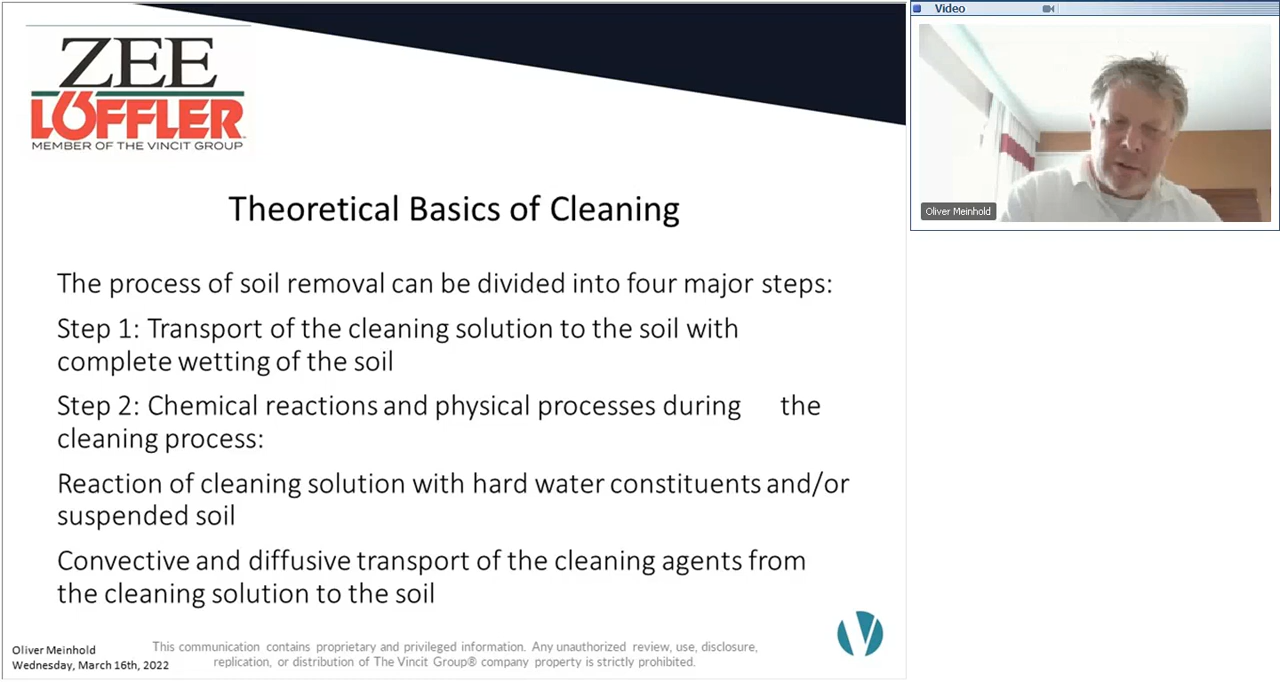 ZEE
LÖFFLER
MEMBER OF THE VINCIT GROUP
Theoretical Basics of Cleaning
The process of soil removal can be divided into four major steps:
Step 1: Transport of the cleaning solution to the soil with
complete wetting of the soil
Step 2: Chemical reactions and physical processes during the
cleaning process:
Reaction of cleaning solution with hard water constituents and/or
suspended soil
Convective and diffusive transport of the cleaning agents from
the cleaning solution to the soil
Oliver Meinhold
Wednesday, March 16th, 2022
This communication contains proprietary and privileged information. Any unauthorized review, use, disclosure,
replication, or distribution of The Vincit Group® company property is strictly prohibited.
Video
Oliver Meinhold